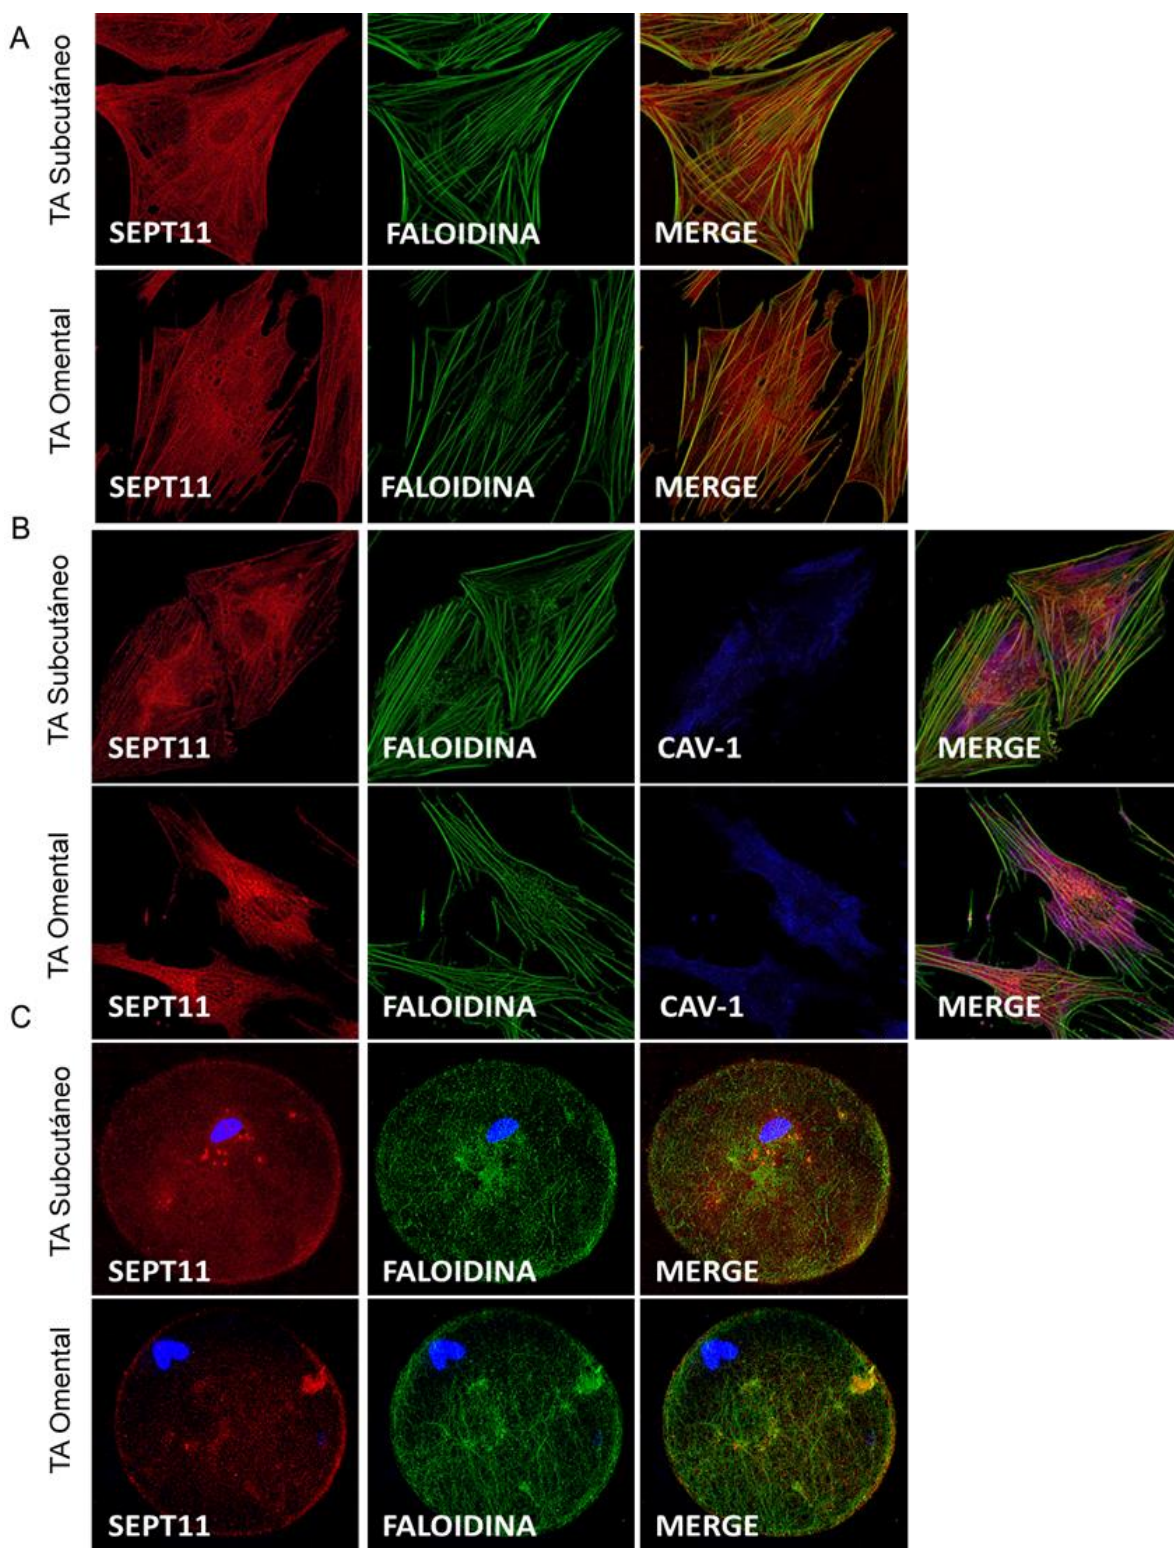 A
TA Subcutáneo
SEPT11 FALOIDINA MERGE
TA Omental
SEPT11 FALOIDINA MERGE
B
TA Subcutáneo
SEPT11 FALOIDINA CAV-1 MERGE
TA Omental
SEPT11 FALOIDINA CAV-1 MERGE
C
TA Subcutáneo
SEPT11 FALOIDINA MERGE
TA Omental
SEPT11 FALOIDINA MERGE